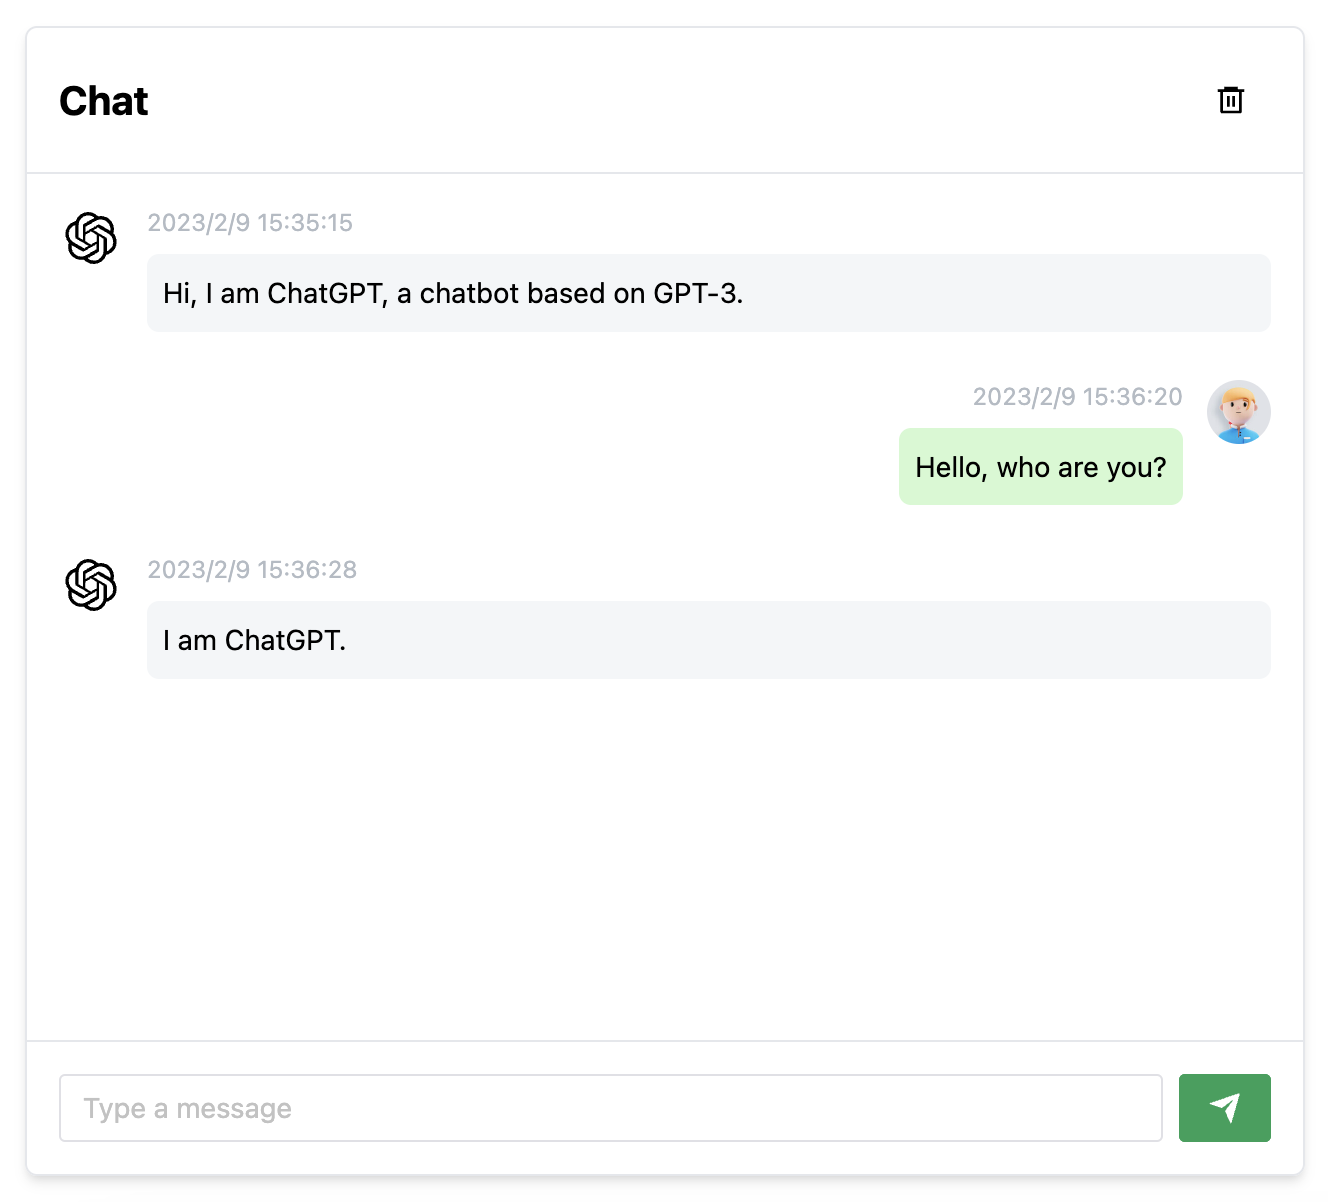 Chat
2023/2/9 15:35:15
Hi, I am ChatGPT, a chatbot based on GPT-3.
2023/2/9 15:36:20
Hello, who are you?
2023/2/9 15:36:28
I am ChatGPT.
Type a message